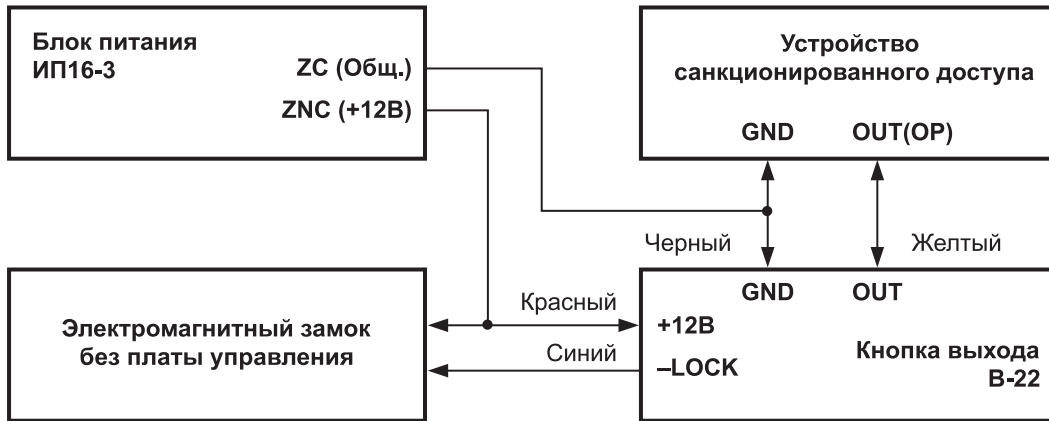 Блок питания
ИП16-3
ZC (Общ.)
ZNC (+12В)
Устройство
санкционированного доступа
GND OUT(OP)
Черный Желтый
Электромагнитный замок
без платы управления
Красный
Синий
GND OUT
+12В
–LOCK
Кнопка выхода
В-22